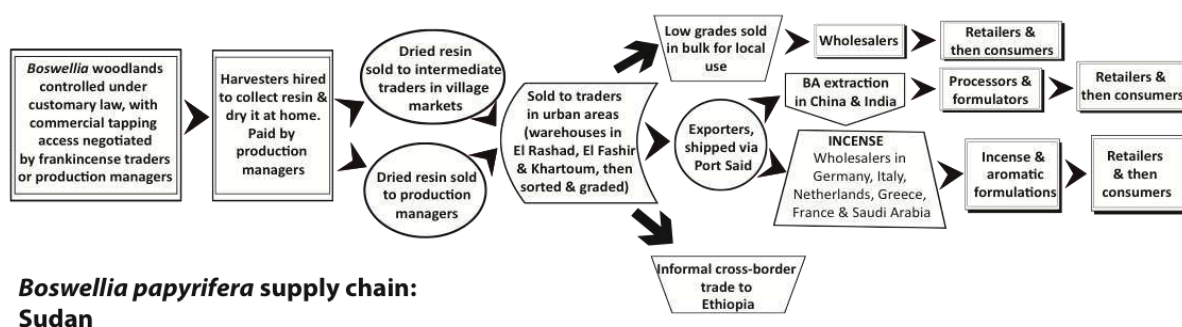 Boswellia woodlands
controlled under
customary law, with
commercial tapping
access negotiated
by frankincense traders
or production managers
Harvesters hired
to collect resin &
dry it at home.
Paid by
production
managers
Dried resin
sold to intermediate
traders in village
markets
Dried resin sold
to production
managers
Sold to traders
in urban areas
(warehouses in
El Rashad, El Fashir
& Khartoum, then
sorted & graded)
Low grades sold
in bulk for local
use
Wholesalers
Retailers &
then consumers
Exporters,
shipped via
Port Said
BA extraction
in China & India
Processors &
formulators
Retailers &
then consumers
INCENSE
Wholesalers in
Germany, Italy,
Netherlands, Greece,
France & Saudi Arabia
Incense &
aromatic
formulations
Retailers
& then
consumers
Informal cross-border
trade to
Ethiopia
Boswellia papyrifera supply chain:
Sudan